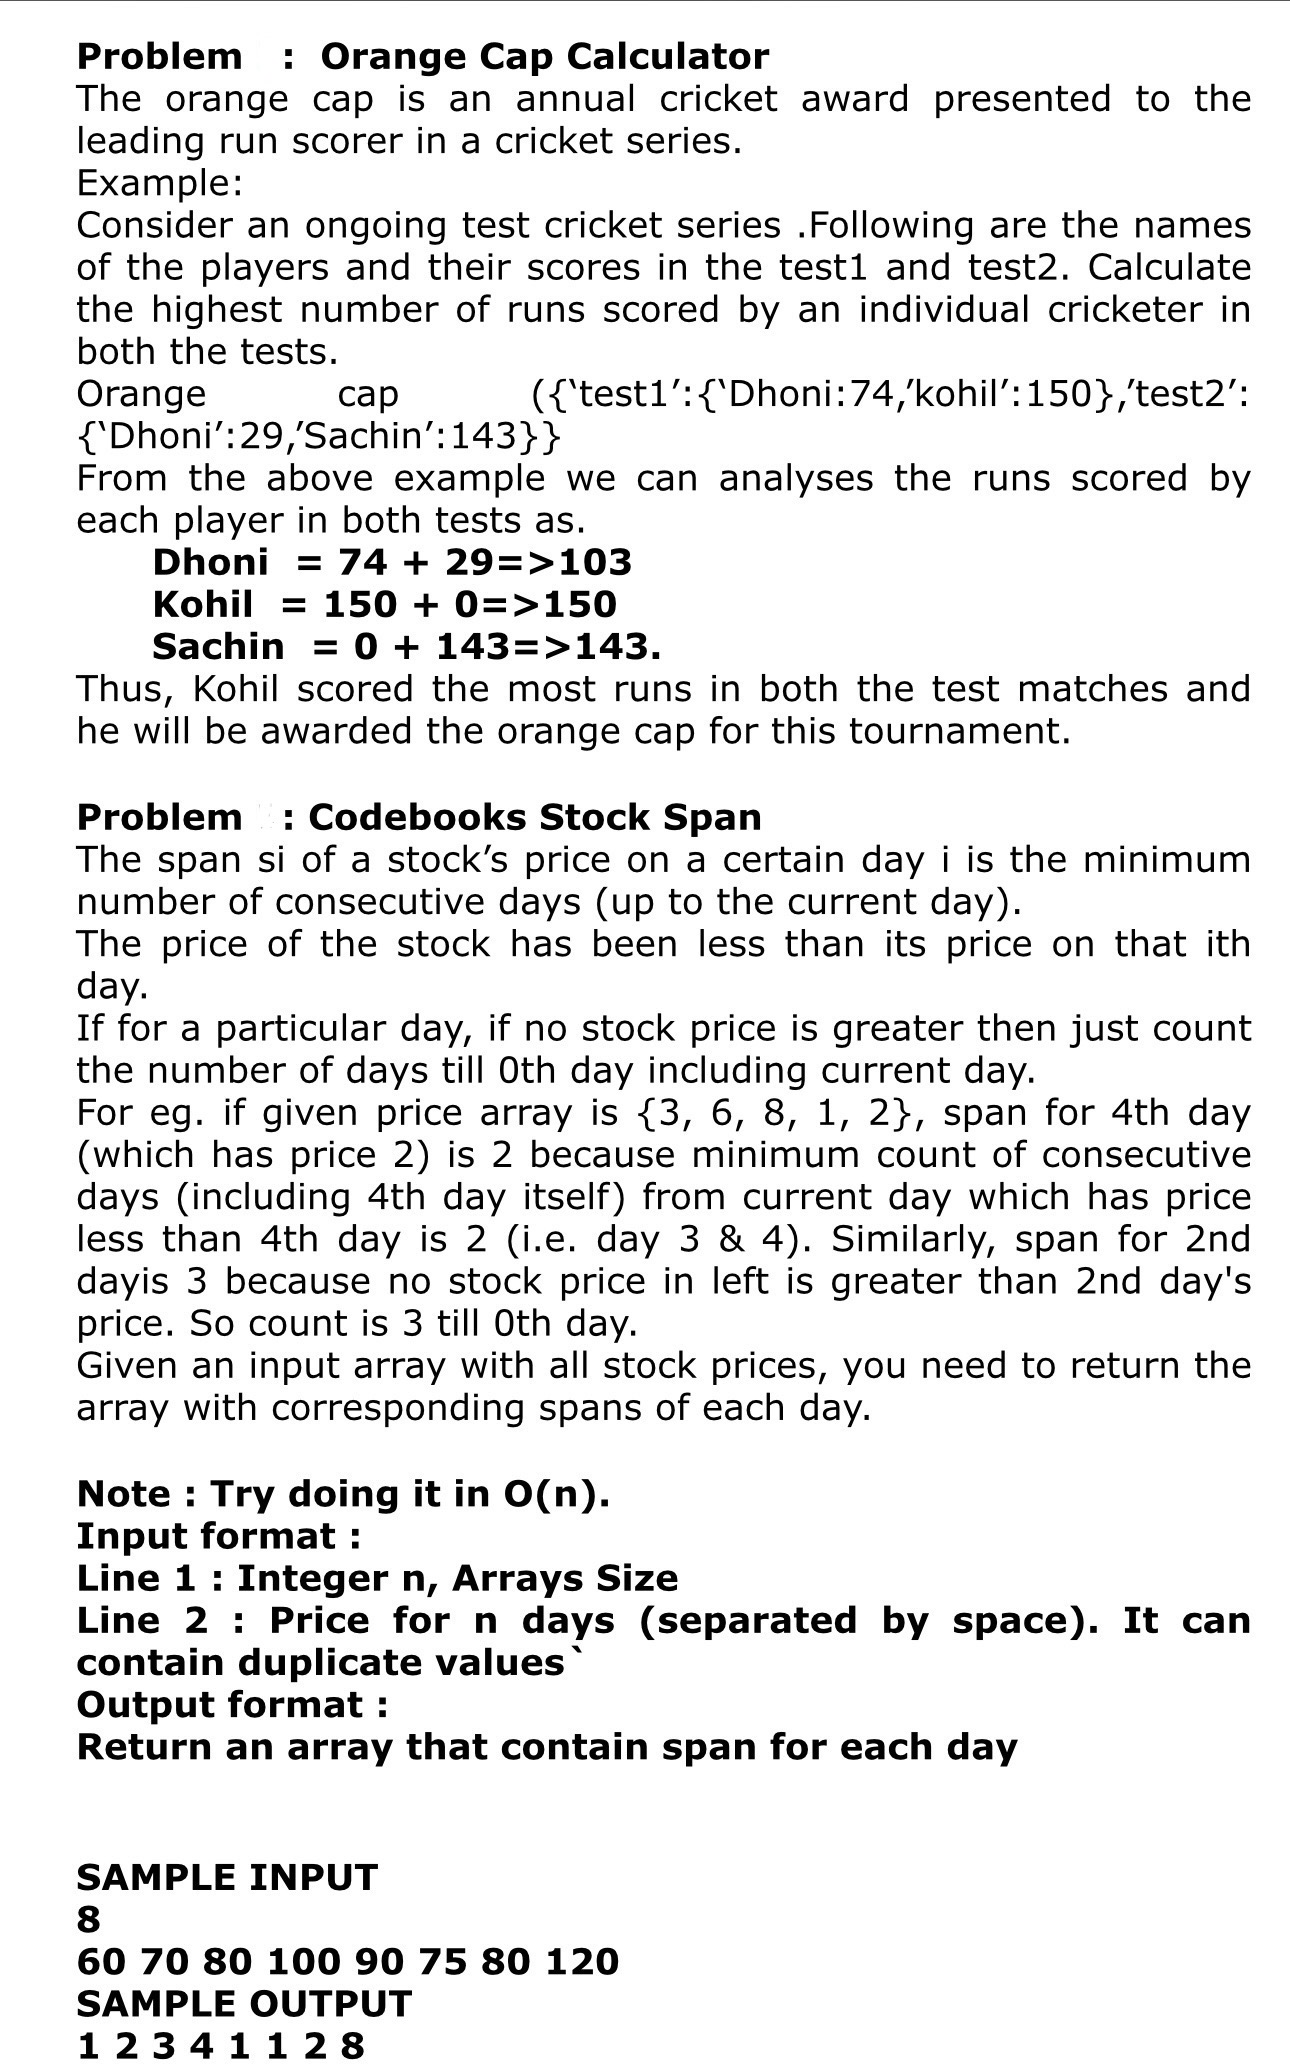 Problem : Orange Cap Calculator
The orange cap is an annual cricket award presented to the
leading run scorer in a cricket series.
Example:
Consider an ongoing test cricket series .Following are the names
of the players and their scores in the test1 and test2. Calculate
the highest number of runs scored by an individual cricketer in
both the tests.
Orange cap ({‘test1’:{‘Dhoni:74,’kohil’:150},’test2’:
{‘Dhoni’:29,’Sachin’:143}}
From the above example we can analyses the runs scored by
each player in both tests as.
Dhoni = 74 + 29=>103
Kohil = 150 + 0=>150
Sachin = 0 + 143=>143.
Thus, Kohil scored the most runs in both the test matches and
he will be awarded the orange cap for this tournament.
Problem : Codebooks Stock Span
The span si of a stock’s price on a certain day i is the minimum
number of consecutive days (up to the current day).
The price of the stock has been less than its price on that ith
day.
If for a particular day, if no stock price is greater then just count
the number of days till 0th day including current day.
For eg. if given price array is {3, 6, 8, 1, 2}, span for 4th day
(which has price 2) is 2 because minimum count of consecutive
days (including 4th day itself) from current day which has price
less than 4th day is 2 (i.e. day 3 & 4). Similarly, span for 2nd
dayis 3 because no stock price in left is greater than 2nd day's
price. So count is 3 till 0th day.
Given an input array with all stock prices, you need to return the
array with corresponding spans of each day.
Note : Try doing it in O(n).
Input format :
Line 1 : Integer n, Arrays Size
Line 2 : Price for n days (separated by space). It can
contain duplicate values`
Output format :
Return an array that contain span for each day
SAMPLE INPUT
8
60 70 80 100 90 75 80 120
SAMPLE OUTPUT
1 2 3 4 1 1 2 8